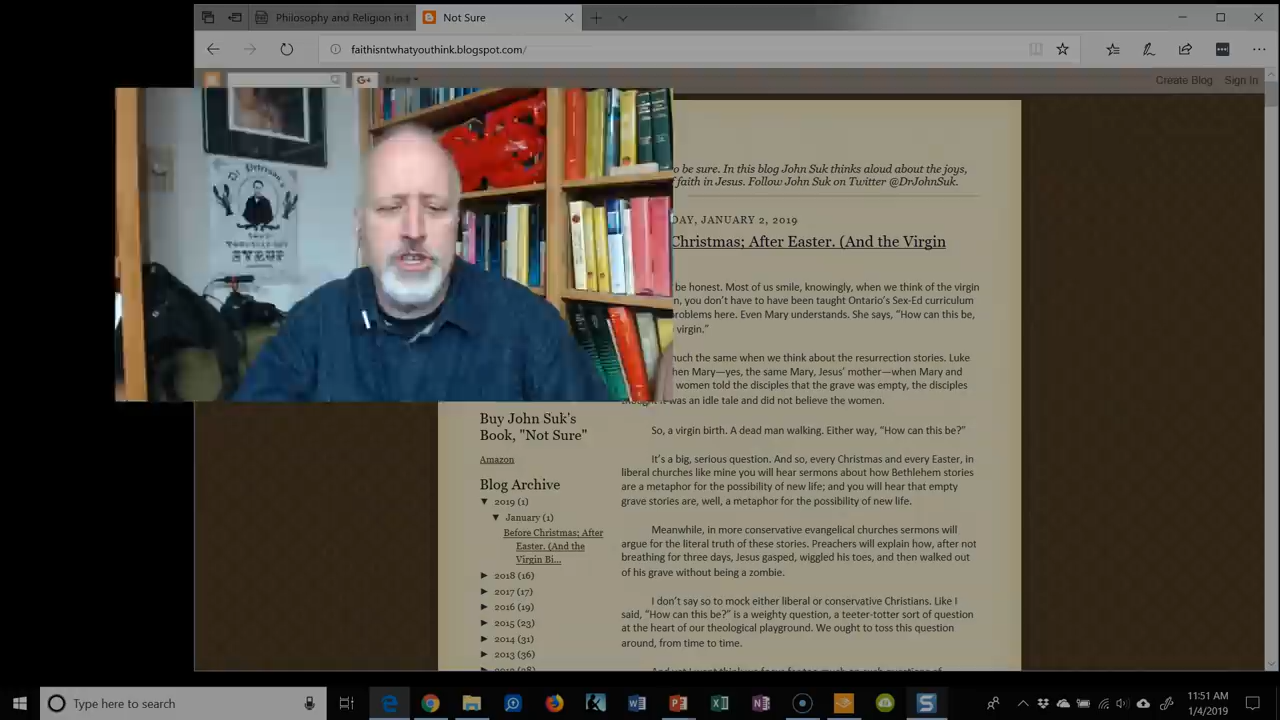 Philosophy and Religion in t
Not Sure
faithisntwhatyouthink.blogspot.com/
G+
Create Blog
Sign In
o be sure. In this blog John Suk thinks aloud about the joys,
f faith in Jesus. Follow John Suk on Twitter @DrJohnSuk.
DAY, JANUARY 2, 2019
Christmas; After Easter. (And the Virgin
be honest. Most of us smile, knowingly, when we think of the virgin
n, you don’t have to have been taught Ontario’s Sex-Ed curriculum
problems here. Even Mary understands. She says, “How can this be,
virgin.”
much the same when we think about the resurrection stories. Luke
hen Mary—yes, the same Mary, Jesus’ mother—when Mary and
women told the disciples that the grave was empty, the disciples
thought it was an idle tale and did not believe the women.
So, a virgin birth. A dead man walking. Either way, “How can this be?”
It’s a big, serious question. And so, every Christmas and every Easter, in
liberal churches like mine you will hear sermons about how Bethlehem stories
are a metaphor for the possibility of new life; and you will hear that empty
grave stories are, well, a metaphor for the possibility of new life.
Meanwhile, in more conservative evangelical churches sermons will
argue for the literal truth of these stories. Preachers will explain how, after not
breathing for three days, Jesus gasped, wiggled his toes, and then walked out
of his grave without being a zombie.
I don’t say so to mock either liberal or conservative Christians. Like I
said, “How can this be?” is a weighty question, a teeter-totter sort of question
at the heart of our theological playground. We ought to toss this question
around, from time to time.
Buy John Suk's
Book, "Not Sure"
Amazon
Blog Archive
▼ 2019 (1)
▼ January (1)
Before Christmas; After
Easter. (And the
Virgin Bi...
► 2018 (16)
► 2017 (17)
► 2016 (19)
► 2015 (23)
► 2014 (31)
► 2013 (36)
SYRUP
Type here to search
11:51 AM
1/4/2019